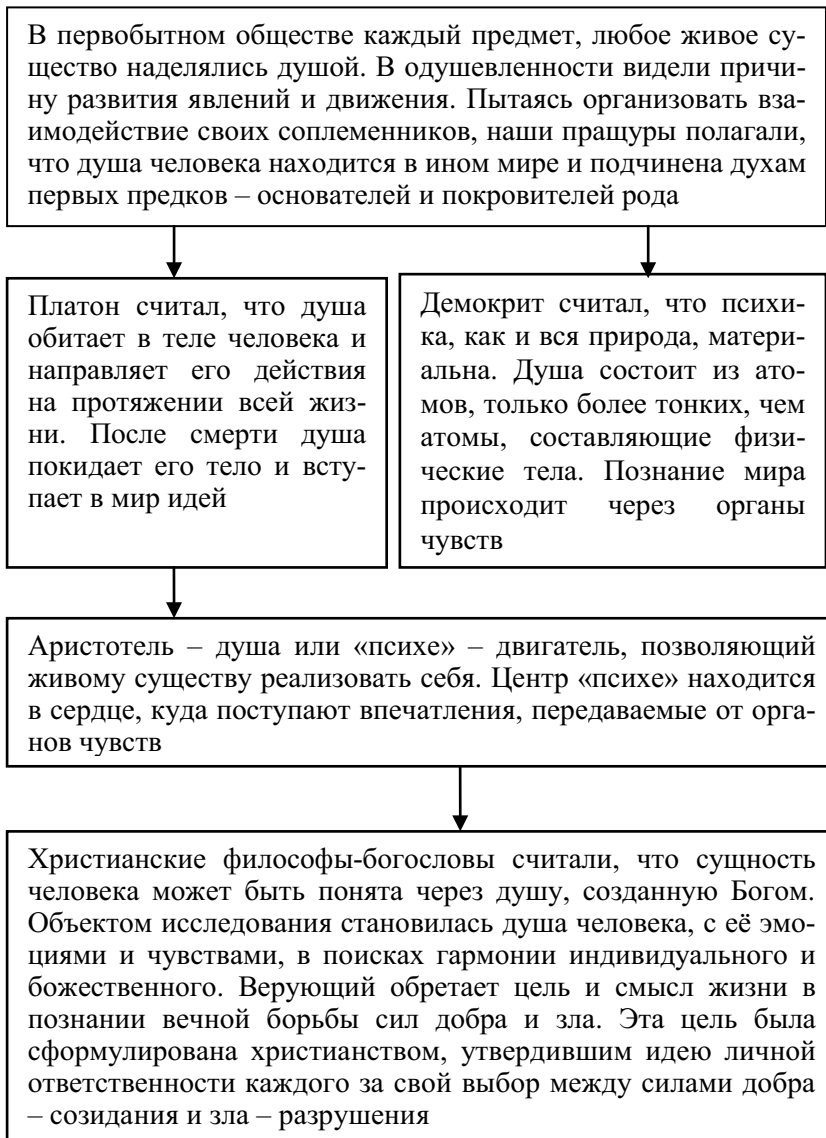 В первобытном обществе каждый предмет, любое живое су-
щество наделялись душой. В одушевленности видели причи-
ну развития явлений и движения. Пытаясь организовать вза-
имодействие своих соплеменников, наши пращуры полагали,
что душа человека находится в ином мире и подчинена духам
первых предков – основателей и покровителей рода
Платон считал, что душа
обитает в теле человека и
направляет его действия
на протяжении всей жиз-
ни. После смерти душа
покидает его тело и всту-
пает в мир идей
Демокрит считал, что психи-
ка, как и вся природа, матери-
альна. Душа состоит из ато-
мов, только более тонких, чем
атомы, составляющие физи-
ческие тела. Познание мира
происходит через органы
чувств
Аристотель – душа или «психе» – двигатель, позволяющий
живому существу реализовать себя. Центр «психе» находится
в сердце, куда поступают впечатления, передаваемые от орга-
нов чувств
Христианские философы-богословы считали, что сущность
человека может быть понята через душу, созданную Богом.
Объектом исследования становилась душа человека, с её эмо-
циями и чувствами, в поисках гармонии индивидуального и
божественного. Верующий обретает цель и смысл жизни в
познании вечной борьбы сил добра и зла. Эта цель была
сформулирована христианством, утвердившим идею личной
ответственности каждого за свой выбор между силами добра
– созидания и зла – разрушения